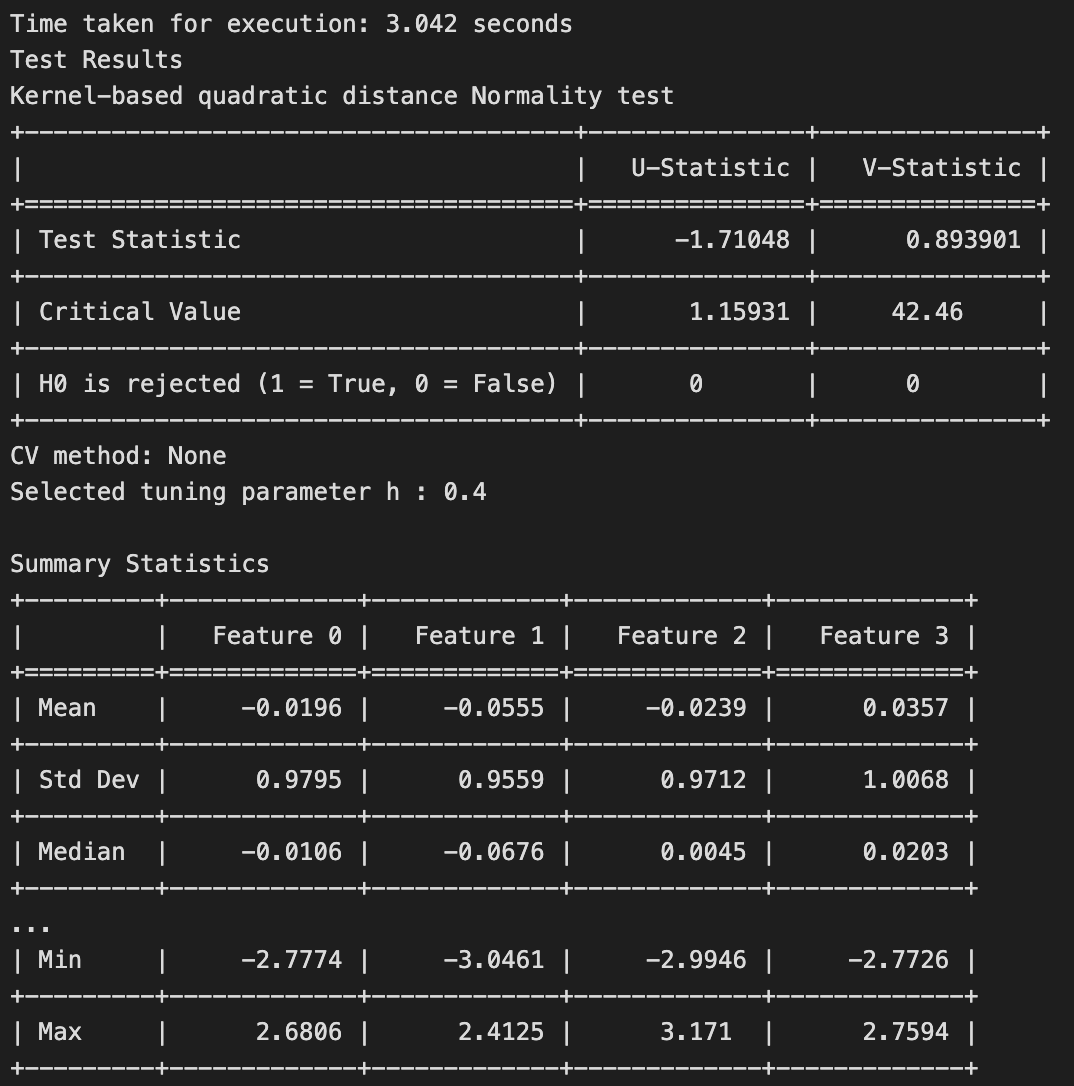 Time taken for execution: 3.042 seconds
Test Results
Kernel-based quadratic distance Normality test
+--------------------------------------+---------------+---------------+
|                                      |   U-Statistic |   V-Statistic |
+======================================+===============+===============+
| Test Statistic                       |      -1.71048 |      0.893901 |
+--------------------------------------+---------------+---------------+
| Critical Value                       |       1.15931 |     42.46     |
+--------------------------------------+---------------+---------------+
| H0 is rejected (1 = True, 0 = False) |       0       |      0        |
+--------------------------------------+---------------+---------------+
CV method: None
Selected tuning parameter h : 0.4

Summary Statistics
+---------+-------------+-------------+-------------+-------------+
|         |   Feature 0 |   Feature 1 |   Feature 2 |   Feature 3 |
+=========+=============+=============+=============+=============+
| Mean    |     -0.0196 |     -0.0555 |     -0.0239 |      0.0357 |
+---------+-------------+-------------+-------------+-------------+
| Std Dev |      0.9795 |      0.9559 |      0.9712 |      1.0068 |
+---------+-------------+-------------+-------------+-------------+
| Median  |     -0.0106 |     -0.0676 |      0.0045 |      0.0203 |
+---------+-------------+-------------+-------------+-------------+
...
| Min     |     -2.7774 |     -3.0461 |     -2.9946 |     -2.7726 |
+---------+-------------+-------------+-------------+-------------+
| Max     |      2.6806 |      2.4125 |      3.171  |      2.7594 |
+---------+-------------+-------------+-------------+-------------+